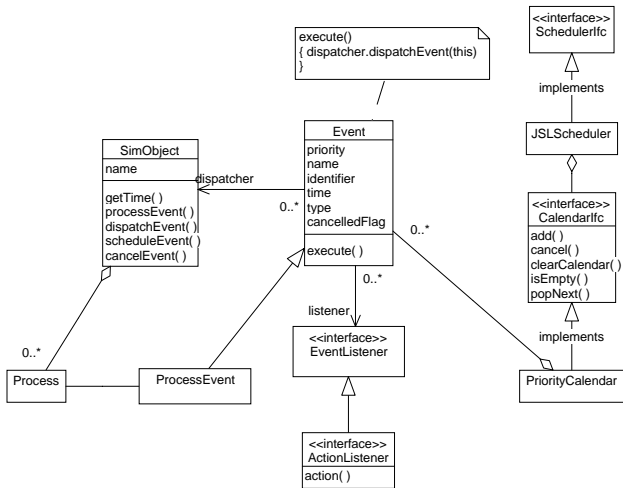 execute()
{ dispatcher.dispatchEvent(this)
}
<<interface>>
SchedulerIfc
implements
JSLScheduler
SimObject
name
getTime( )
processEvent( )
dispatchEvent( )
scheduleEvent( )
cancelEvent( )
dispatcher
0..*
Event
priority
name
identifier
time
type
cancelledFlag
execute( )
0..*
<<interface>>
CalendarIfc
add( )
cancel( )
clearCalendar( )
isEmpty( )
popNext( )
0..*
listener
implements
0..*
Process
ProcessEvent
<<interface>>
EventListener
PriorityCalendar
<<interface>>
ActionListener
action( )